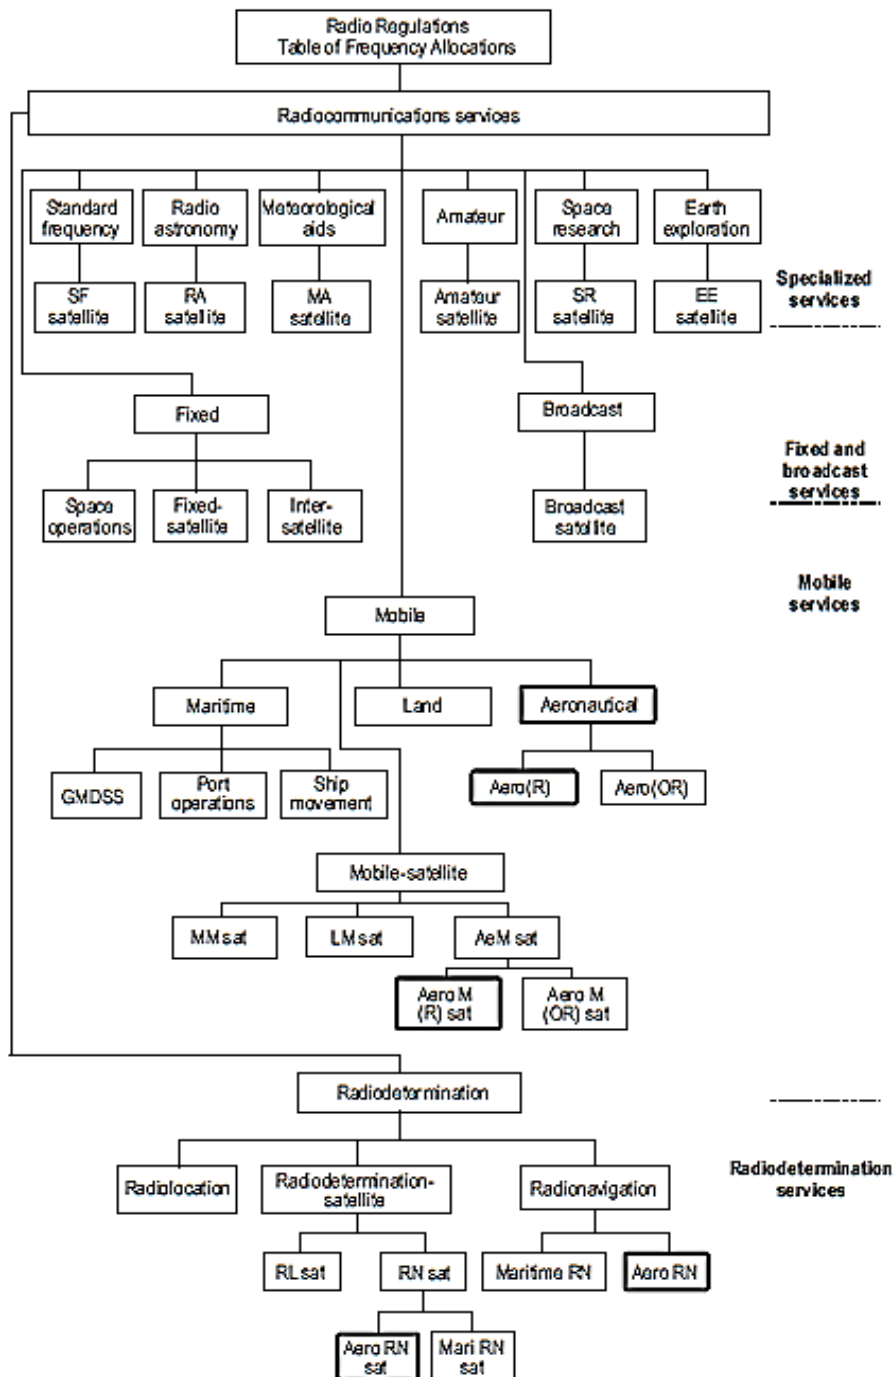 Radio Regulations
Table of Frequency Allocations
Radiocommunications services
Standard
frequency
Radio
astronomy
Meteorological
aids
Amateur
Space
research
Earth
exploration
SF
satellite
RA
satellite
MA
satellite
Amateur
satellite
SR
satellite
EE
satellite
Specialized
services
Fixed
Broadcast
Space
operations
Fixed-
satellite
Inter-
satellite
Broadcast
satellite
Fixed and
broadcast
services
Mobile
services
Mobile
Maritime
Land
Aeronautical
GMDSS
Port
operations
Ship
movement
Aero(R)
Aero(OR)
Mobile-satellite
MM sat
LM sat
AeM sat
Aero M
(R) sat
Aero M
(OR) sat
Radiodetermination
Radiolocation
Radiodetermination-
satellite
Radionavigation
Radiodetermination
services
RL sat
RN sat
Maritime RN
Aero RN
Aero RN
sat
Mari RN
sat